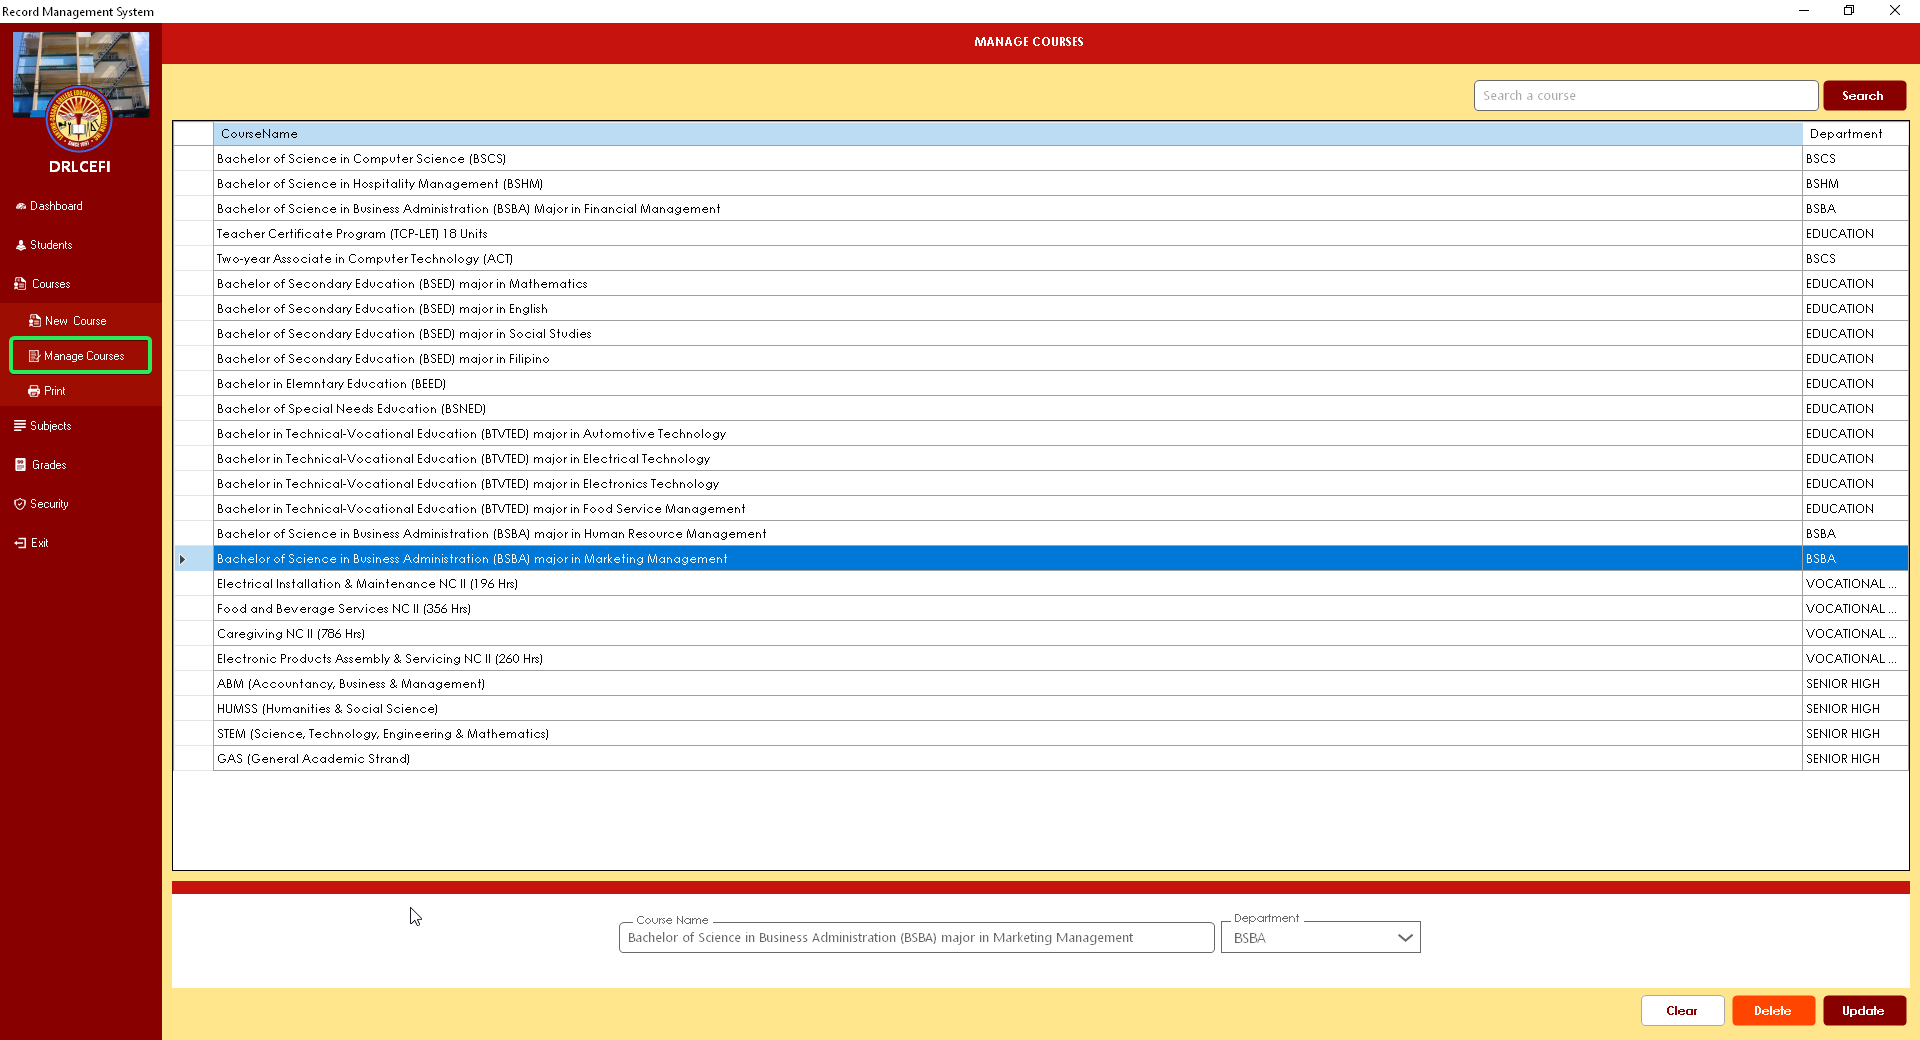 Record Management System
MANAGE COURSES
Search a course
Search
DRLCEFI
Dashboard
Students
Courses
New Course
Manage Courses
Print
Subjects
Grades
Security
Exit
CourseName Department
Bachelor of Science in Computer Science (BSCS) BSCS
Bachelor of Science in Hospitality Management (BSHM) BSHM
Bachelor of Science in Business Administration (BSBA) Major in Financial Management BSBA
Teacher Certificate Program (TCP-LET) 18 Units EDUCATION
Two-year Associate in Computer Technology (ACT) BSCS
Bachelor of Secondary Education (BSED) major in Mathematics EDUCATION
Bachelor of Secondary Education (BSED) major in English EDUCATION
Bachelor of Secondary Education (BSED) major in Social Studies EDUCATION
Bachelor of Secondary Education (BSED) major in Filipino EDUCATION
Bachelor in Elemntary Education (BEED) EDUCATION
Bachelor of Special Needs Education (BSNED) EDUCATION
Bachelor in Technical-Vocational Education (BTVTED) major in Automotive Technology EDUCATION
Bachelor in Technical-Vocational Education (BTVTED) major in Electrical Technology EDUCATION
Bachelor in Technical-Vocational Education (BTVTED) major in Electronics Technology EDUCATION
Bachelor in Technical-Vocational Education (BTVTED) major in Food Service Management EDUCATION
Bachelor of Science in Business Administration (BSBA) major in Human Resource Management BSBA
Bachelor of Science in Business Administration (BSBA) major in Marketing Management BSBA
Electrical Installation & Maintenance NC II (196 Hrs) VOCATIONAL ...
Food and Beverage Services NC II (356 Hrs) VOCATIONAL ...
Caregiving NC II (786 Hrs) VOCATIONAL ...
Electronic Products Assembly & Servicing NC II (260 Hrs) VOCATIONAL ...
ABM (Accountancy, Business & Management) SENIOR HIGH
HUMSS (Humanities & Social Science) SENIOR HIGH
STEM (Science, Technology, Engineering & Mathematics) SENIOR HIGH
GAS (General Academic Strand) SENIOR HIGH
Course Name Department
Bachelor of Science in Business Administration (BSBA) major in Marketing Management BSBA
Clear Delete Update